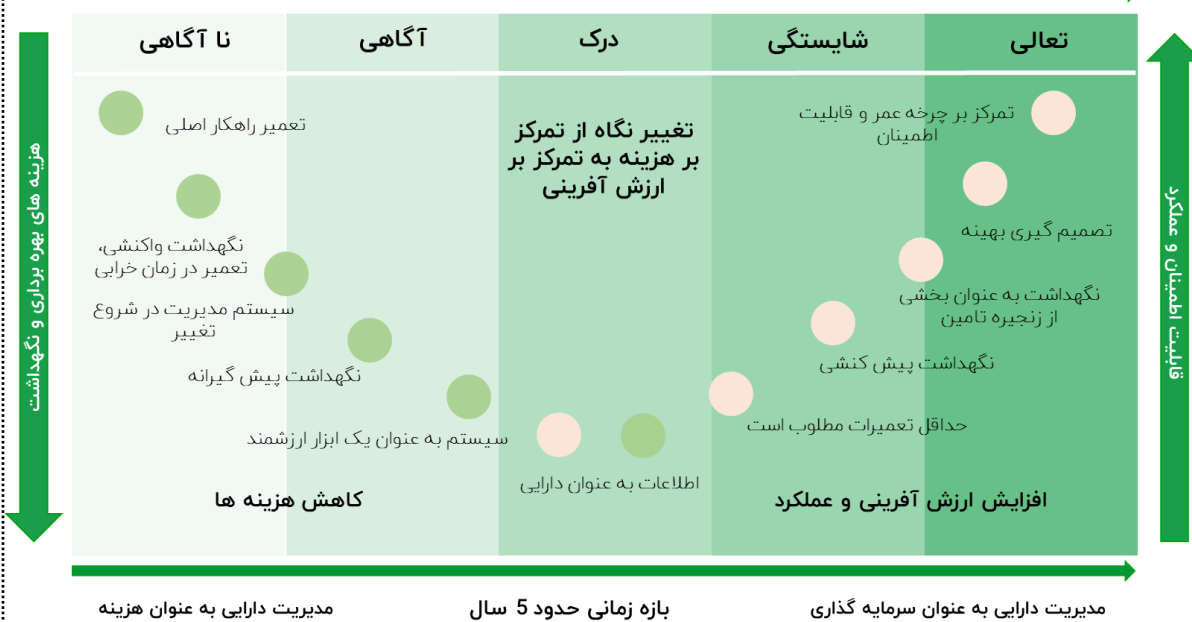 نا آگاهی
آگاهی
درک
شایستگی
تعالی
هزینه های بهره برداری و نگهداشت
تعمیر راهکار اصلی
نگهداشت واکنشی،
تعمیر در زمان خرابی
سیستم مدیریت در شروع
تغییر
نگهداشت پیش گیرانه
سیستم به عنوان یک ابزار ارزشمند
کاهش هزینه ها
تغییر نگاه از تمرکز
بر هزینه به تمرکز بر
ارزش آفرینی
اطلاعات به عنوان دارایی
تمرکز بر چرخه عمر و قابلیت
اطمینان
تصمیم گیری بهینه
نگهداشت به عنوان بخشی
از زنجیره تامین
نگهداشت پیش کنشی
حداقل تعمیرات مطلوب است
افزایش ارزش آفرینی و عملکرد
قابلیت اطمینان و عملکرد
مدیریت دارایی به عنوان هزینه
بازه زمانی حدود 5 سال
مدیریت دارایی به عنوان سرمایه گذاری